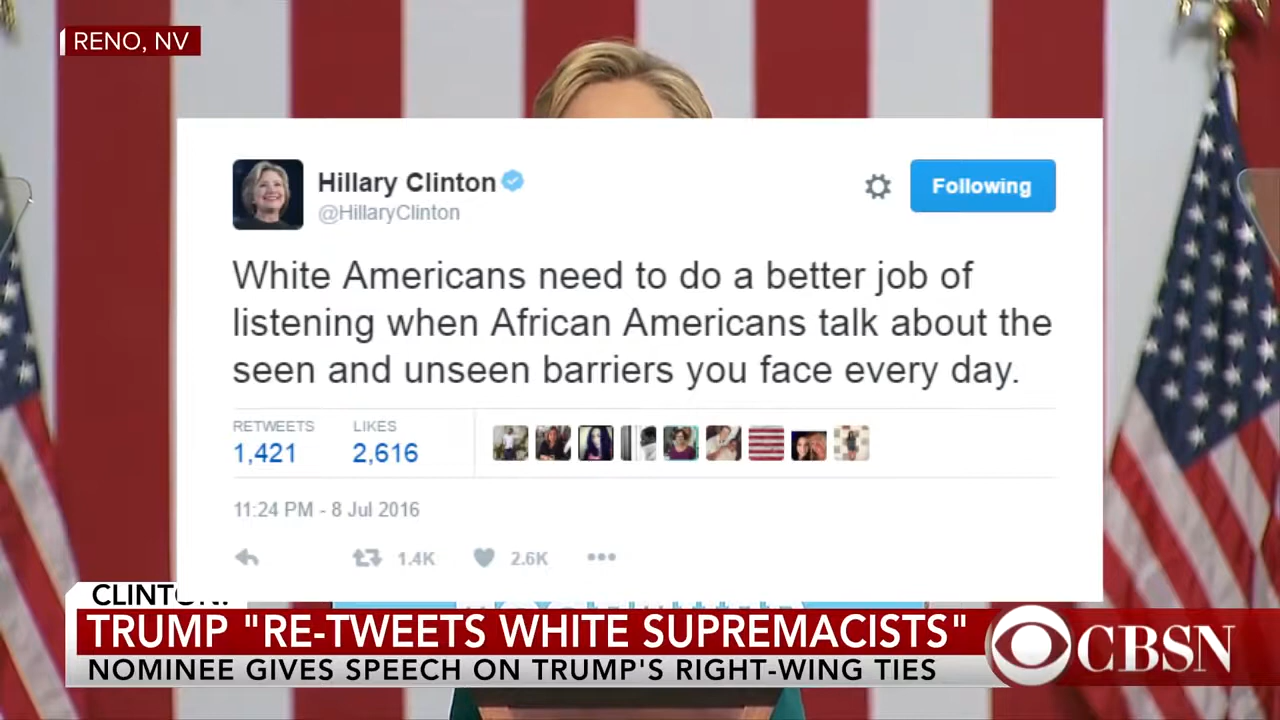 RENO, NV
Hillary Clinton
@HillaryClinton
Following
White Americans need to do a better job of
listening when African Americans talk about the
seen and unseen barriers you face every day.
RETWEETS LIKES
1,421 2,616
11:24 PM - 8 Jul 2016
1.4K 2.6K
CLINTON:
TRUMP "RE-TWEETS WHITE SUPREMACISTS"
NOMINEE GIVES SPEECH ON TRUMP'S RIGHT-WING TIES
CBSN